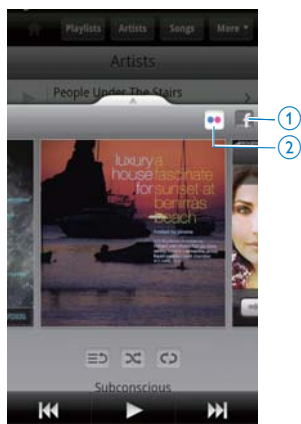 Playlists Artists Songs More
Artists
People Under The Stairs
f 1
2
luxury a
house fascinate
for sunset at
benirràs
beach
Subconscious